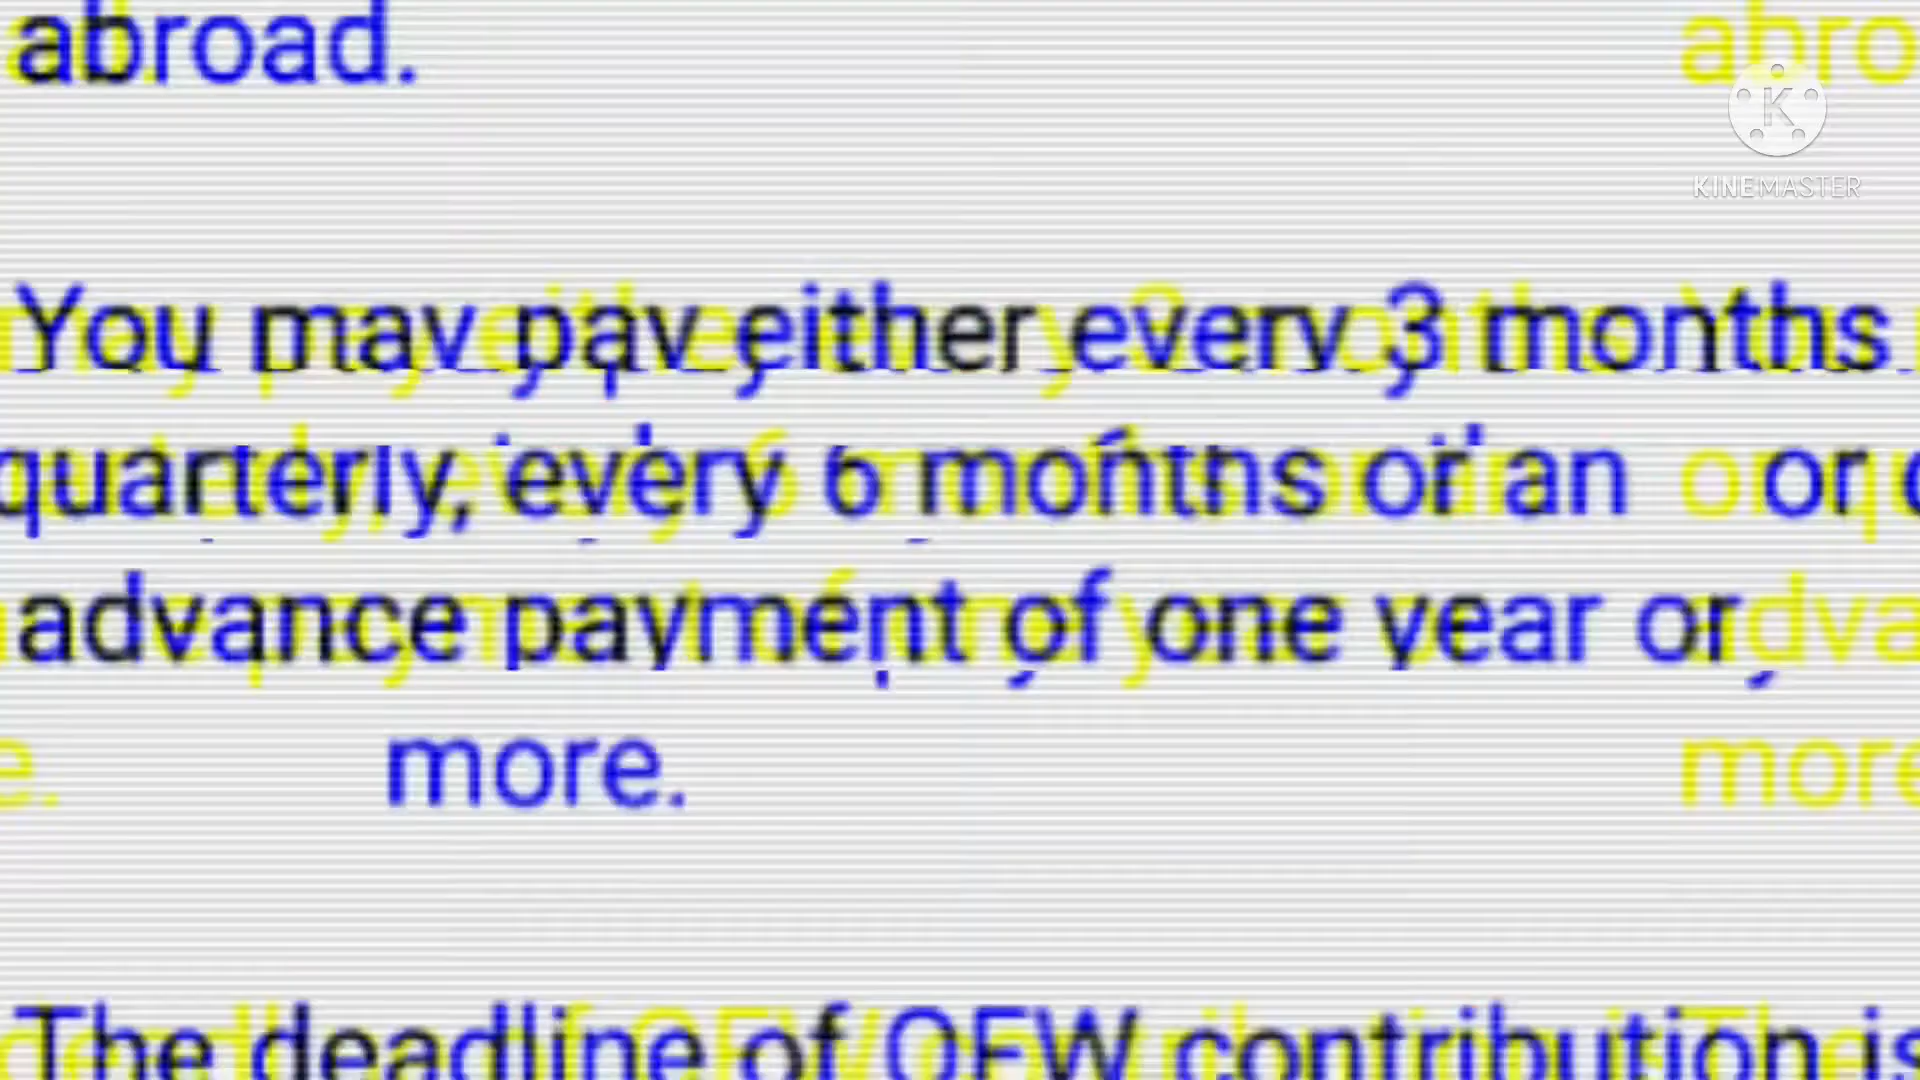 abroad.
KINEMASTER
You may pay either every 3 months
quarterly, every 6 months or an
advance payment of one year or
more.
The deadline of OFW contribution is